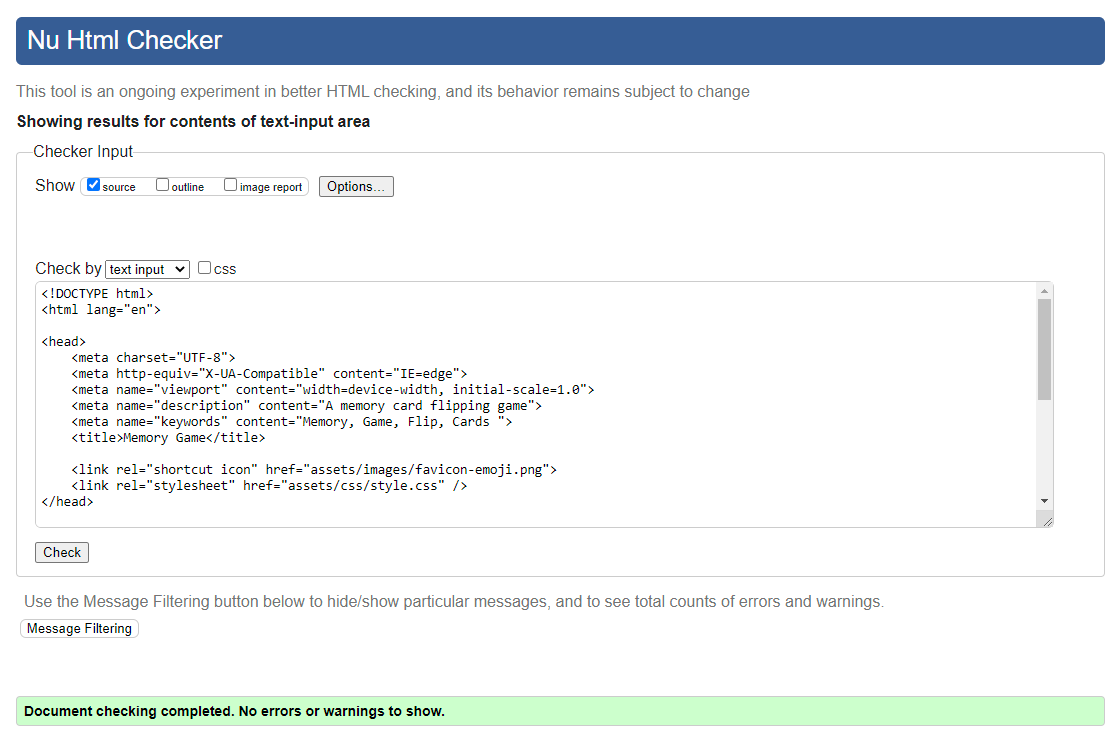 Nu Html Checker
This tool is an ongoing experiment in better HTML checking, and its behavior remains subject to change
Showing results for contents of text-input area
Checker Input
Show source outline image report Options...
Check by text input css
<!DOCTYPE html>
<html lang="en">
<head>
<meta charset="UTF-8">
<meta http-equiv="X-UA-Compatible" content="IE=edge">
<meta name="viewport" content="width=device-width, initial-scale=1.0">
<meta name="description" content="A memory card flipping game">
<meta name="keywords" content="Memory, Game, Flip, Cards ">
<title>Memory Game</title>
<link rel="shortcut icon" href="assets/images/favicon-emoji.png">
<link rel="stylesheet" href="assets/css/style.css" />
</head>
Check
Use the Message Filtering button below to hide/show particular messages, and to see total counts of errors and warnings.
Message Filtering
Document checking completed. No errors or warnings to show.